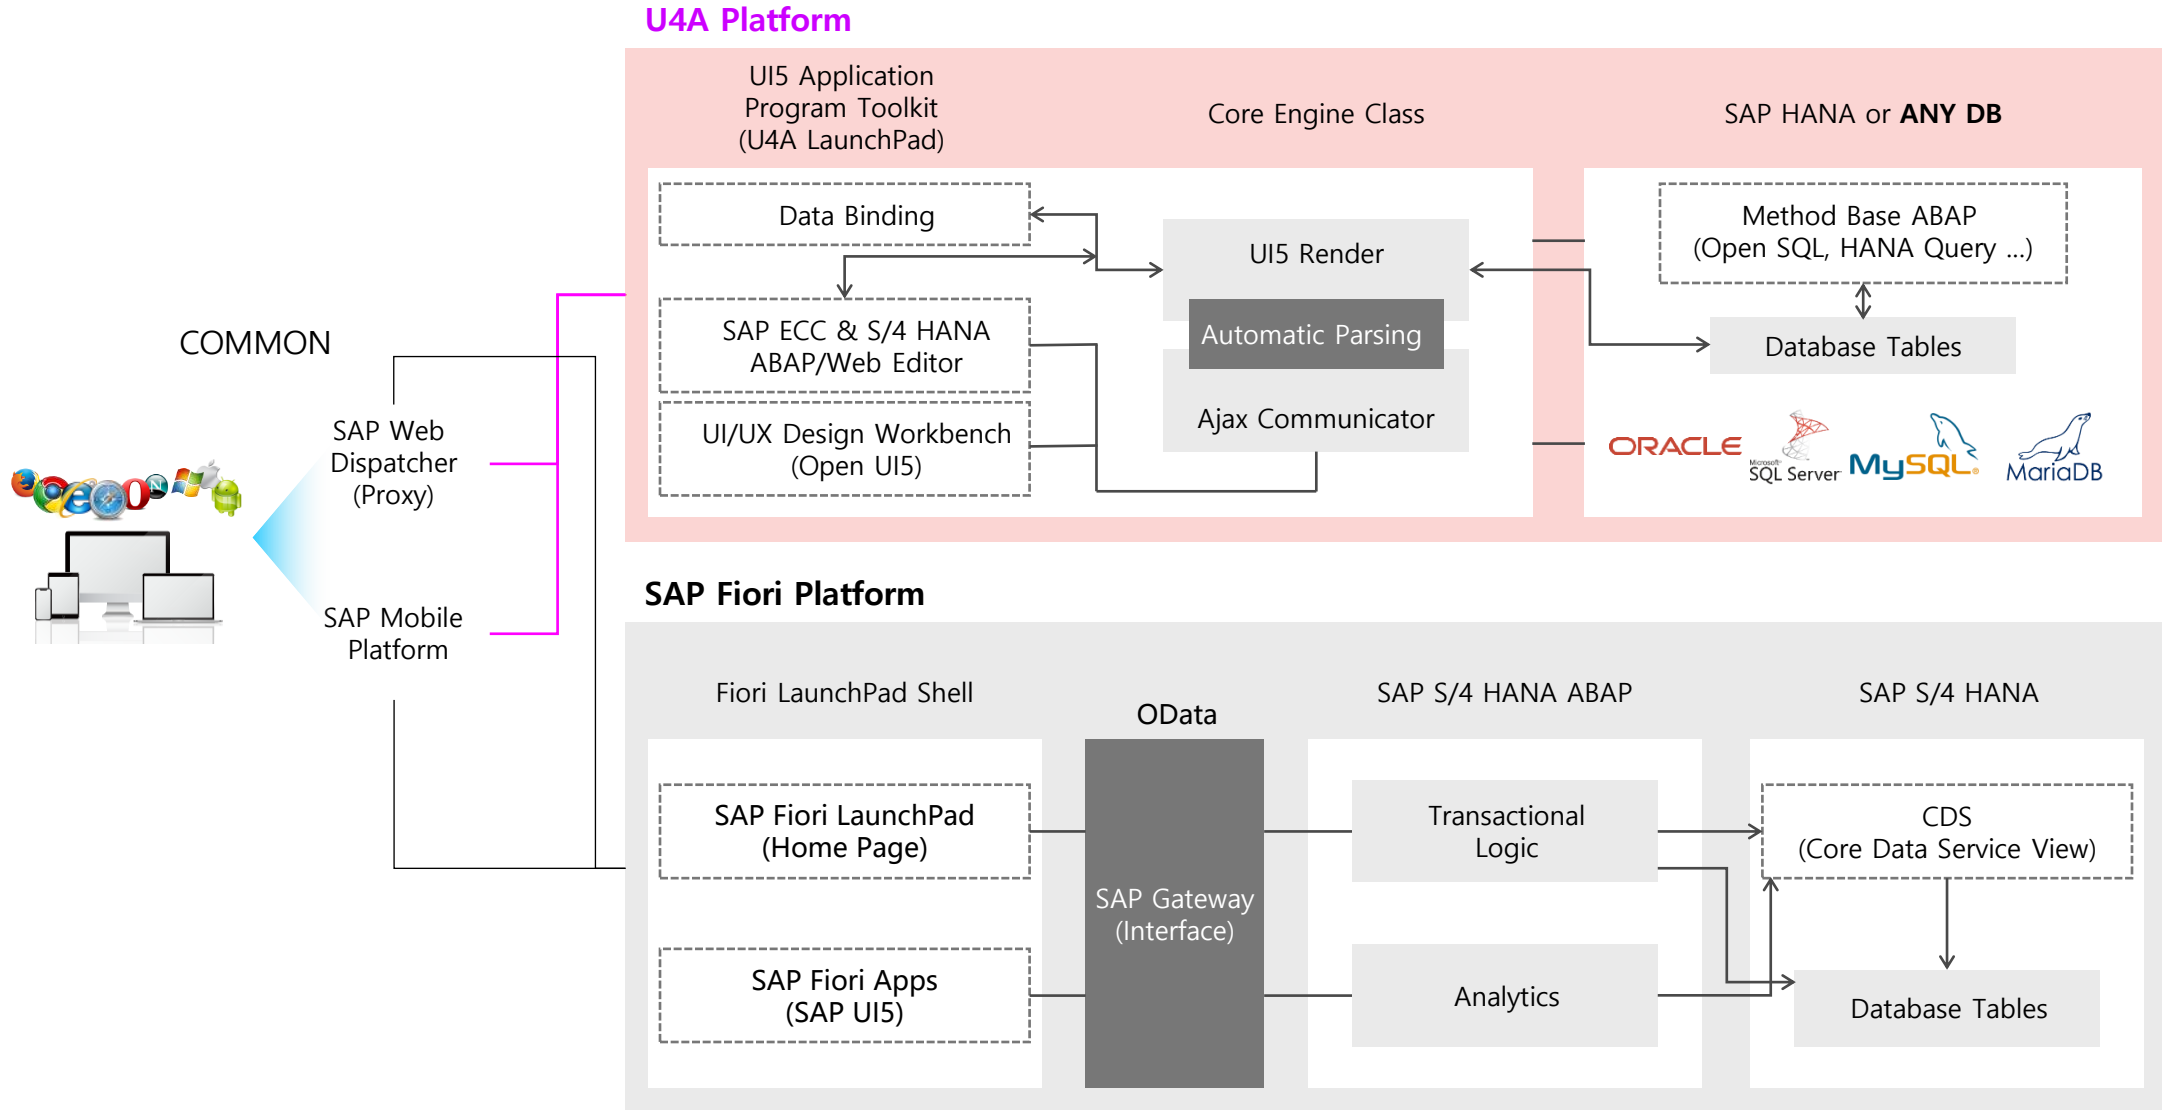 U4A Platform
UI5 Application
Program Toolkit
(U4A LaunchPad)
Core Engine Class
SAP HANA or ANY DB
Data Binding
UI5 Render
Method Base ABAP
(Open SQL, HANA Query ...)
SAP ECC & S/4 HANA
ABAP/Web Editor
Automatic Parsing
Database Tables
UI/UX Design Workbench
(Open UI5)
Ajax Communicator
ORACLE
Microsoft
SQL Server
MySQL
MariaDB
COMMON
SAP Web
Dispatcher
(Proxy)
SAP Mobile
Platform
SAP Fiori Platform
Fiori LaunchPad Shell
OData
SAP S/4 HANA ABAP
SAP S/4 HANA
SAP Fiori LaunchPad
(Home Page)
SAP Gateway
(Interface)
Transactional
Logic
CDS
(Core Data Service View)
SAP Fiori Apps
(SAP UI5)
Analytics
Database Tables